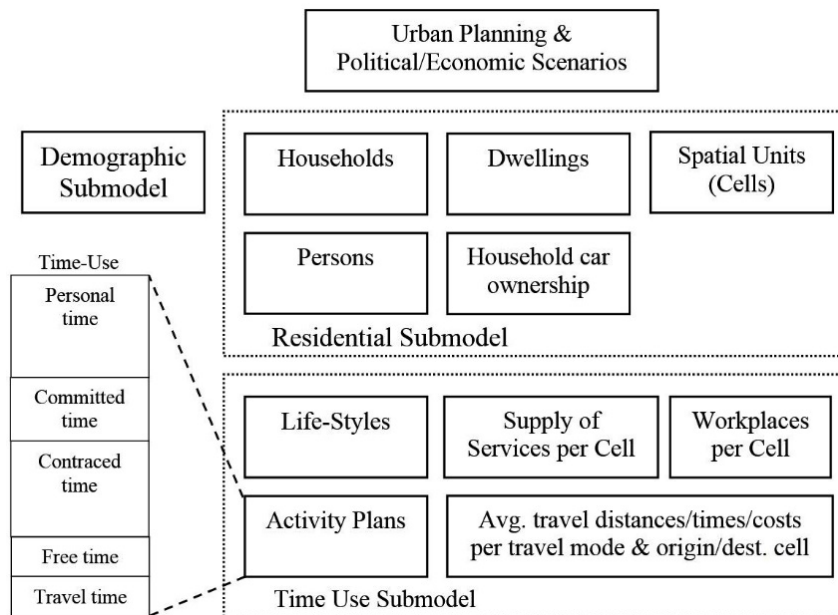 Urban Planning &
Political/Economic Scenarios
Demographic
Submodel
Households
Dwellings
Spatial Units
(Cells)
Persons
Household car
ownership
Residential Submodel
Time-Use
Personal
time
Committed
time
Contraced
time
Free time
Travel time
Life-Styles
Supply of
Services per Cell
Workplaces
per Cell
Activity Plans
Avg. travel distances/times/costs
per travel mode & origin/dest. cell
Time Use Submodel